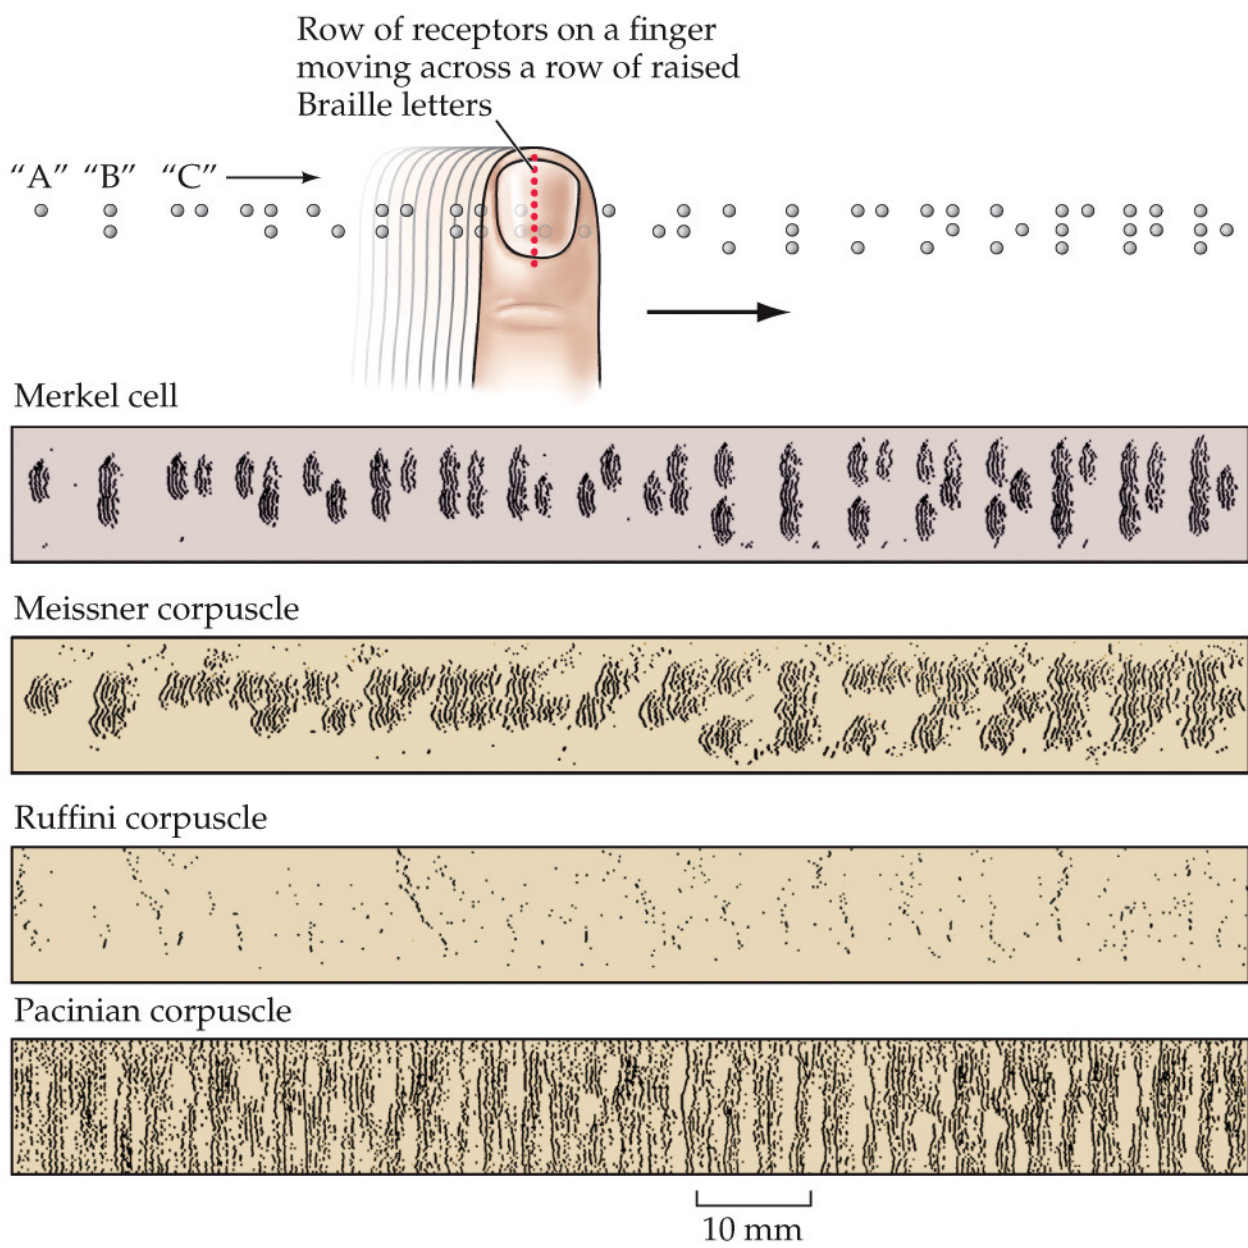 Row of receptors on a finger
moving across a row of raised
Braille letters
“A” “B” “C”
Merkel cell
Meissner corpuscle
Ruffini corpuscle
Pacinian corpuscle
10 mm